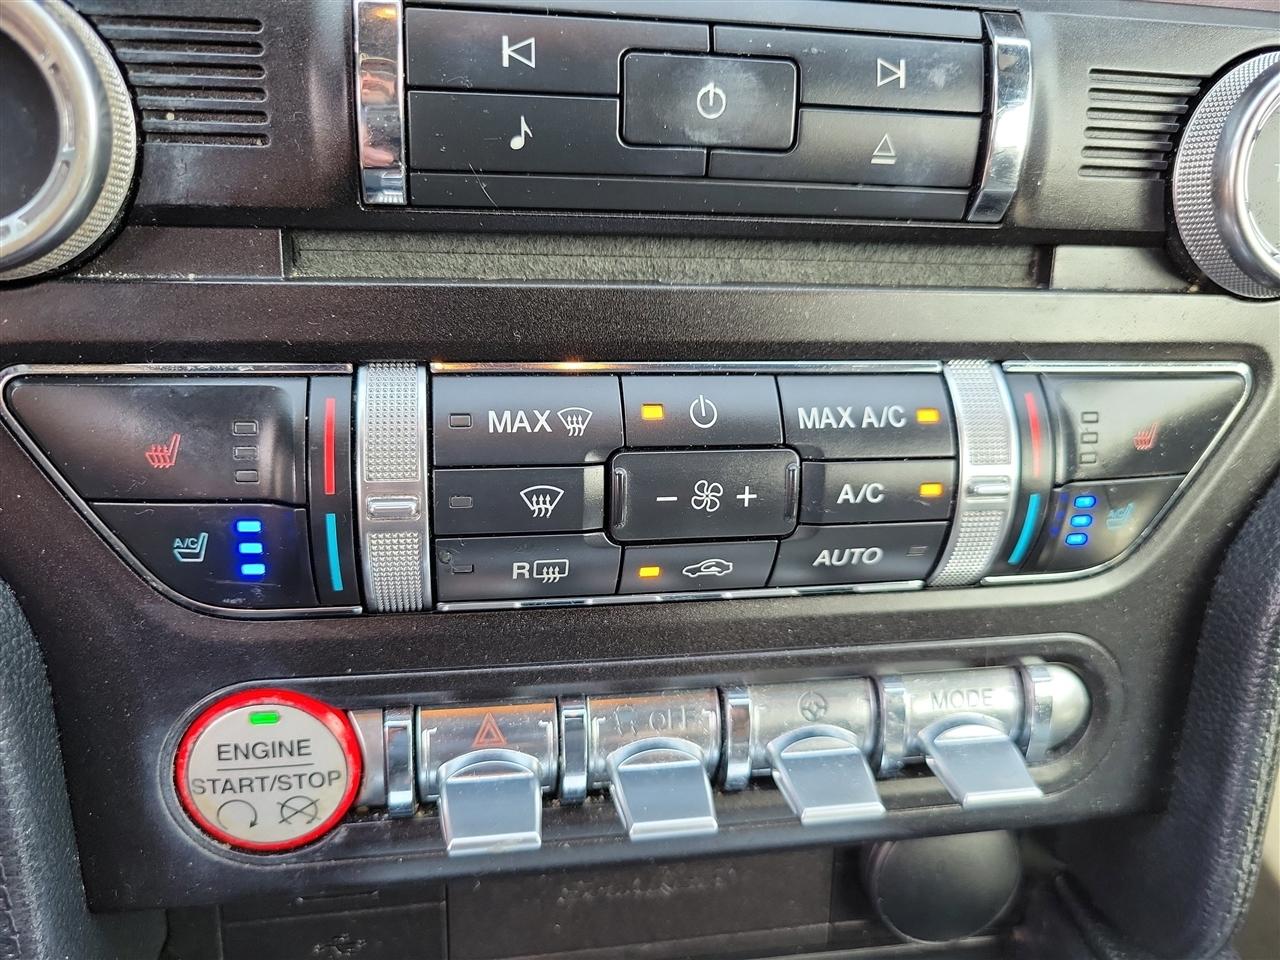 MAX
MAX A/C
A/C
- +
A/C
A/C
R
AUTO
MODE
OFF
ENGINE
START/STOP